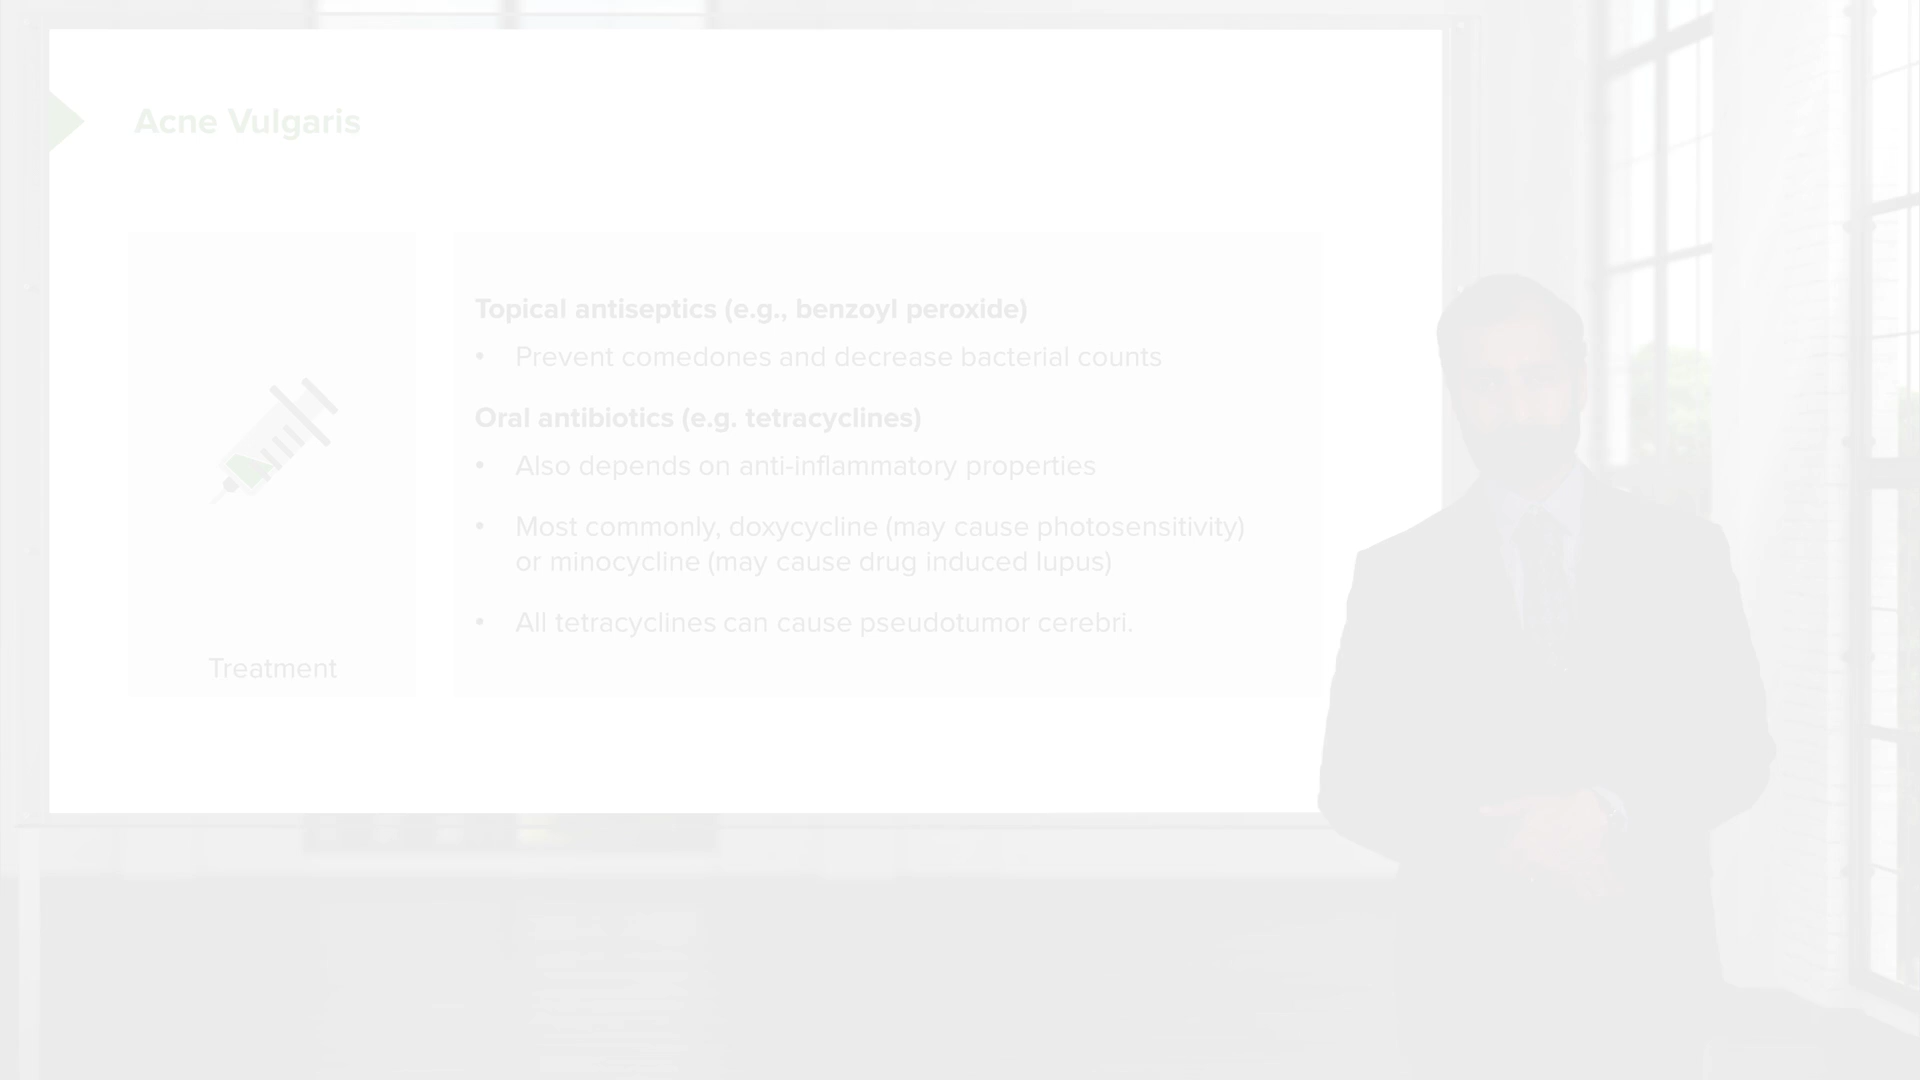 Acne Vulgaris
Topical antiseptics (e.g., benzoyl peroxide)
• Prevent comedones and decrease bacterial counts
Oral antibiotics (e.g. tetracyclines)
• Also depends on anti-inflammatory properties
• Most commonly, doxycycline (may cause photosensitivity)
or minocycline (may cause drug induced lupus)
• All tetracyclines can cause pseudotumor cerebri.
Treatment